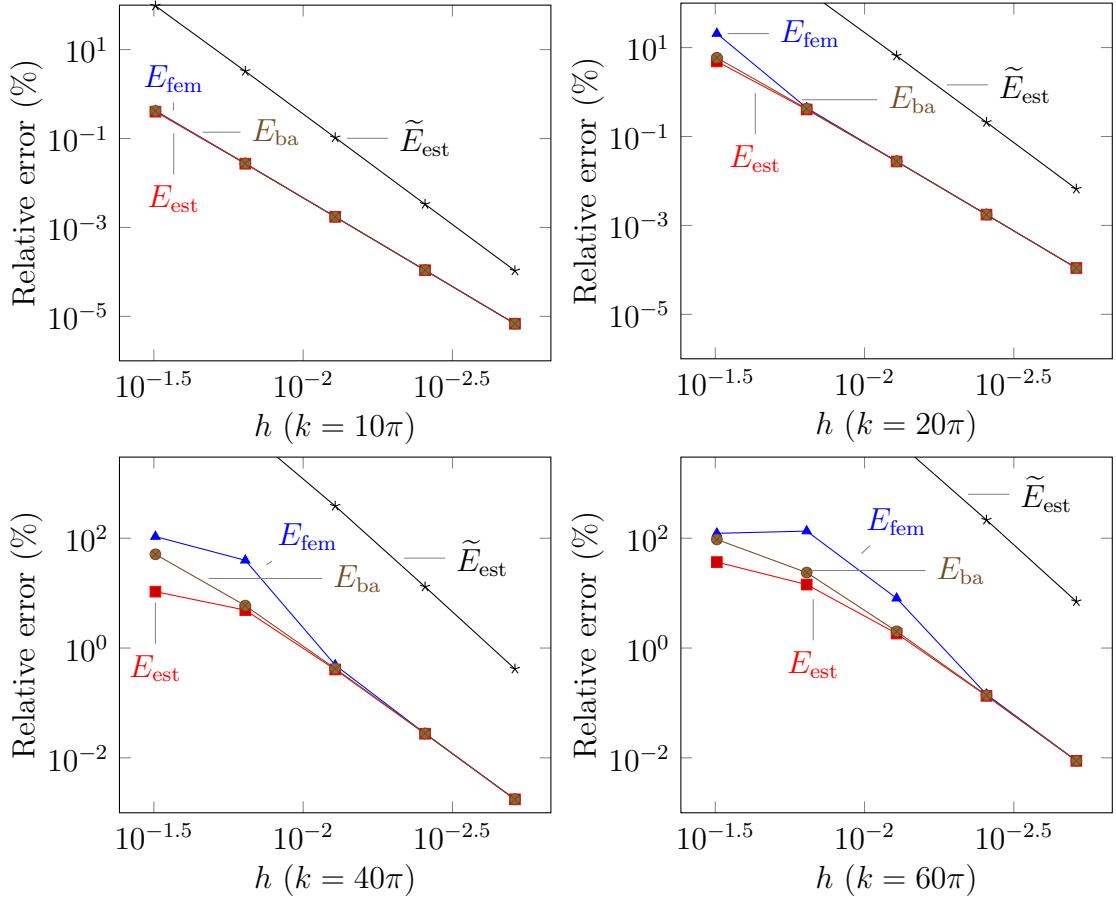 Relative error (%)
10^1
10^−1
10^−3
10^−5
E_fem
E_ba
Ẽ_est
E_est
10^−1.5 10^−2 10^−2.5
h (k = 10π)
Relative error (%)
10^1
10^−1
10^−3
10^−5
E_fem
Ẽ_est
E_ba
E_est
10^−1.5 10^−2 10^−2.5
h (k = 20π)
Relative error (%)
10^2
10^0
10^−2
E_fem
Ẽ_est
E_ba
E_est
10^−1.5 10^−2 10^−2.5
h (k = 40π)
Relative error (%)
10^2
10^0
10^−2
Ẽ_est
E_fem
E_ba
E_est
10^−1.5 10^−2 10^−2.5
h (k = 60π)